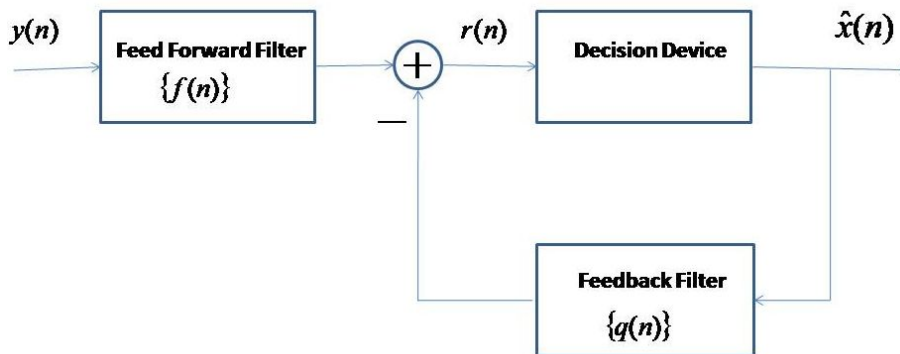 y(n)
Feed Forward Filter
{f(n)}
+
−
r(n)
Decision Device
x̂(n)
Feedback Filter
{q(n)}